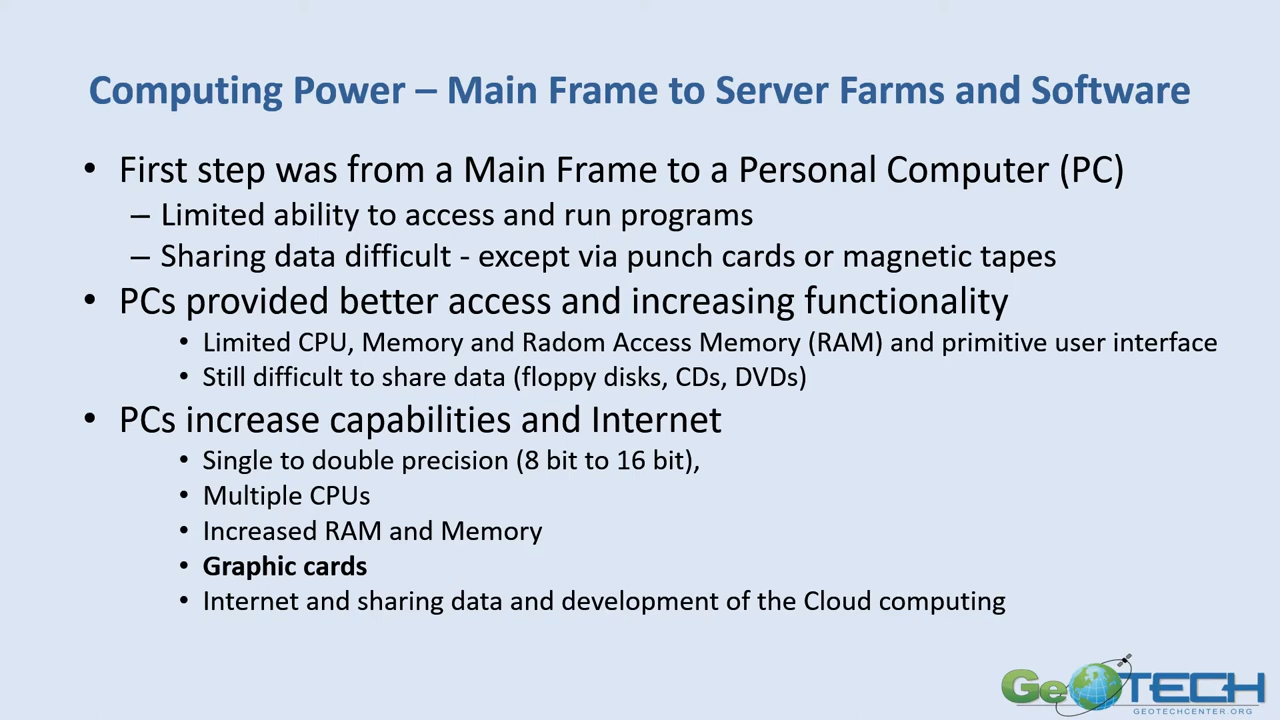 Computing Power – Main Frame to Server Farms and Software
• First step was from a Main Frame to a Personal Computer (PC)
– Limited ability to access and run programs
– Sharing data difficult - except via punch cards or magnetic tapes
• PCs provided better access and increasing functionality
• Limited CPU, Memory and Radom Access Memory (RAM) and primitive user interface
• Still difficult to share data (floppy disks, CDs, DVDs)
• PCs increase capabilities and Internet
• Single to double precision (8 bit to 16 bit),
• Multiple CPUs
• Increased RAM and Memory
• Graphic cards
• Internet and sharing data and development of the Cloud computing
GeoTECH
GEOTECHCENTER.ORG